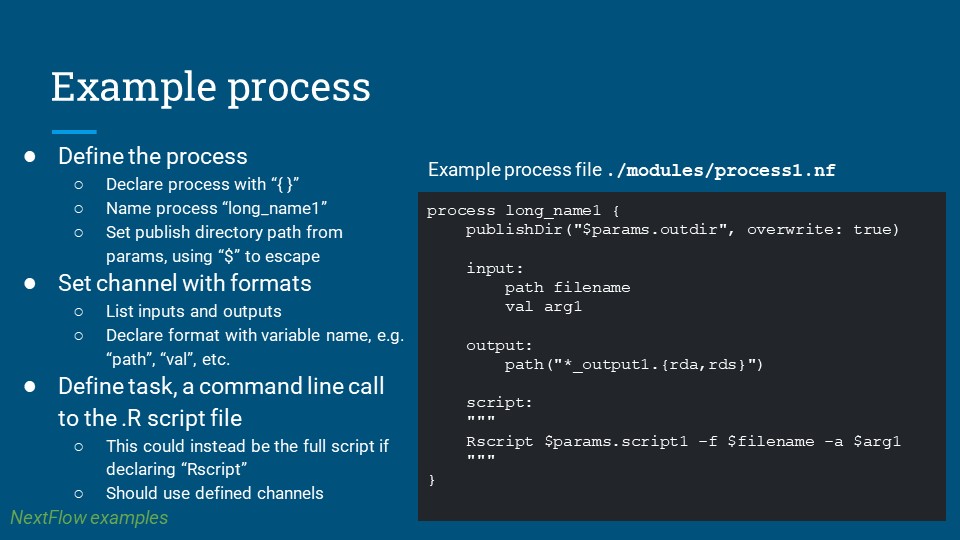 Example process
● Define the process
○ Declare process with “{ }”
○ Name process “long_name1”
○ Set publish directory path from
params, using “$” to escape
● Set channel with formats
○ List inputs and outputs
○ Declare format with variable name, e.g.
“path”, “val”, etc.
● Define task, a command line call
to the .R script file
○ This could instead be the full script if
declaring “Rscript”
○ Should use defined channels
NextFlow examples
Example process file ./modules/process1.nf
process long_name1 {
    publishDir("$params.outdir", overwrite: true)
    input:
        path filename
        val arg1
    output:
        path("*_output1.{rda,rds}")
    script:
    """
    Rscript $params.script1 –f $filename –a $arg1
    """
}